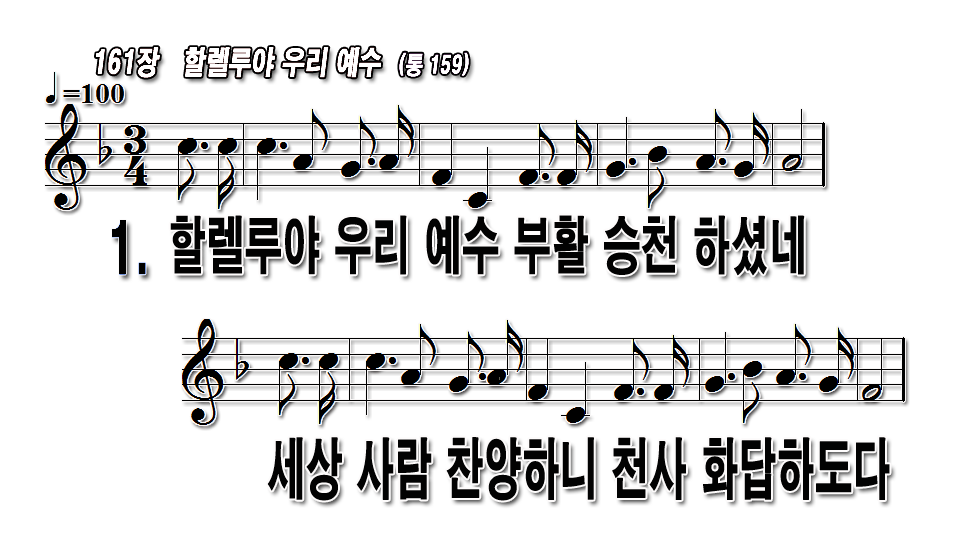 161장 할렐루야 우리 예수 (통 159)
♩=100
3
4
1. 할렐루야 우리 예수 부활 승천 하셨네
세상 사람 찬양하니 천사 화답하도다